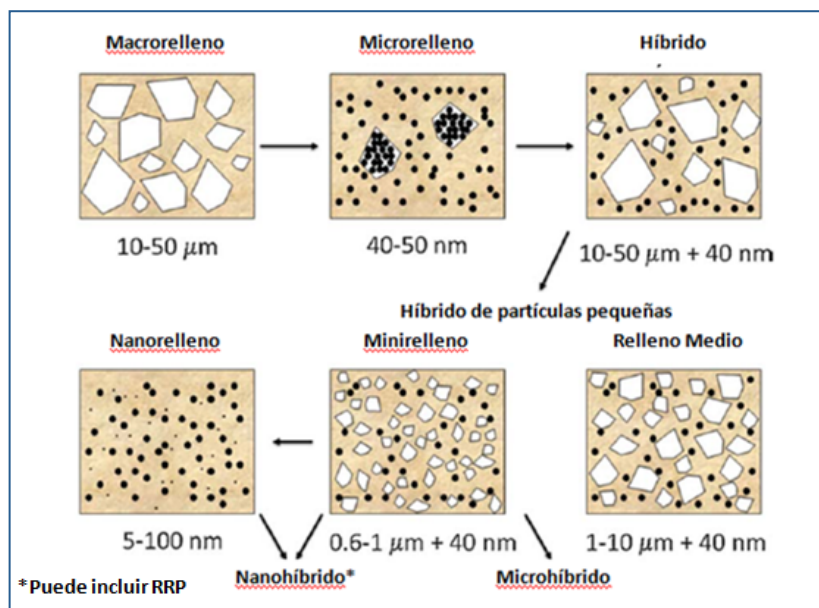 Macrorelleno
Microrelleno
Híbrido
10-50 μm
40-50 nm
10-50 μm + 40 nm
Híbrido de partículas pequeñas
Nanorelleno
Minirelleno
Relleno Medio
5-100 nm
0.6-1 μm + 40 nm
1-10 μm + 40 nm
Nanohíbrido*
Microhíbrido
*Puede incluir RRP